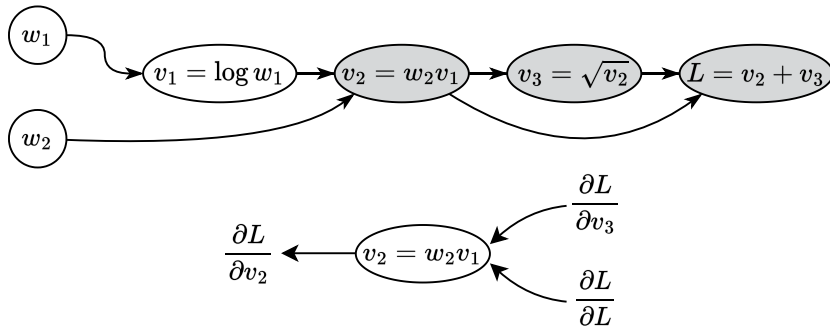 w₁
v₁ = log w₁
v₂ = w₂v₁
v₃ = √v₂
L = v₂ + v₃
w₂
∂L/∂v₃
∂L/∂v₂
v₂ = w₂v₁
∂L/∂L